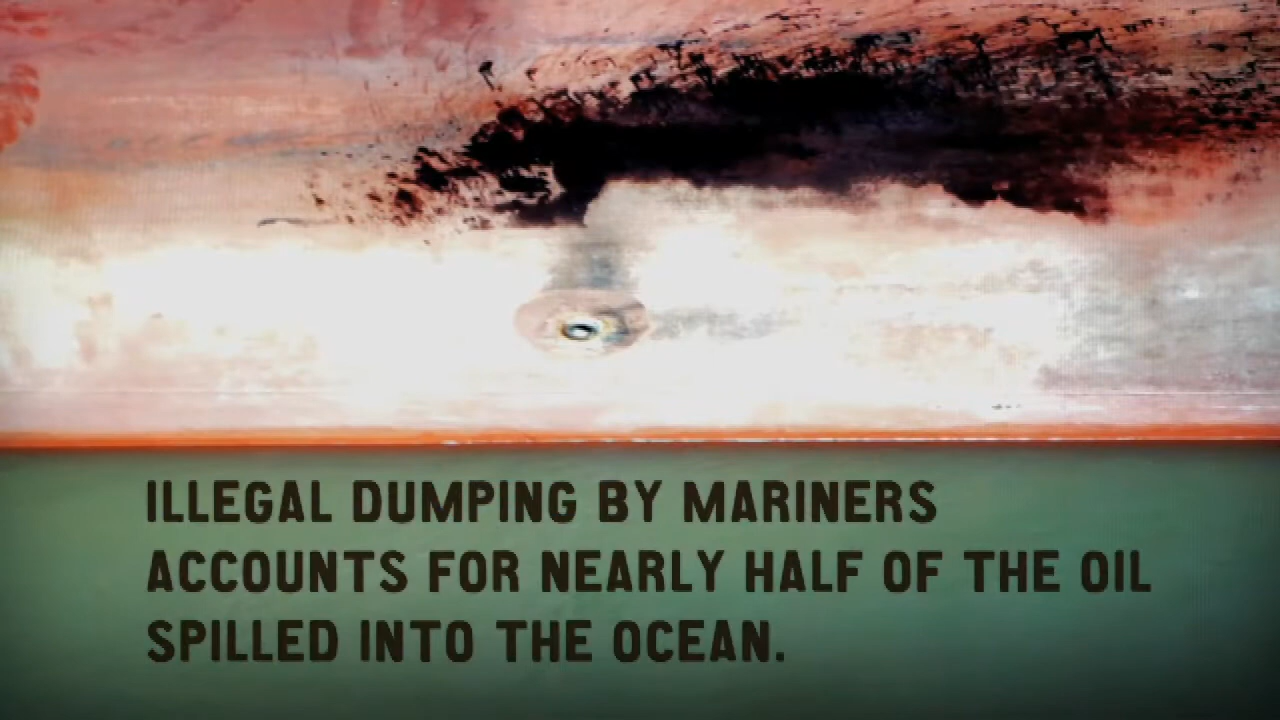 ILLEGAL DUMPING BY MARINERS
ACCOUNTS FOR NEARLY HALF OF THE OIL
SPILLED INTO THE OCEAN.